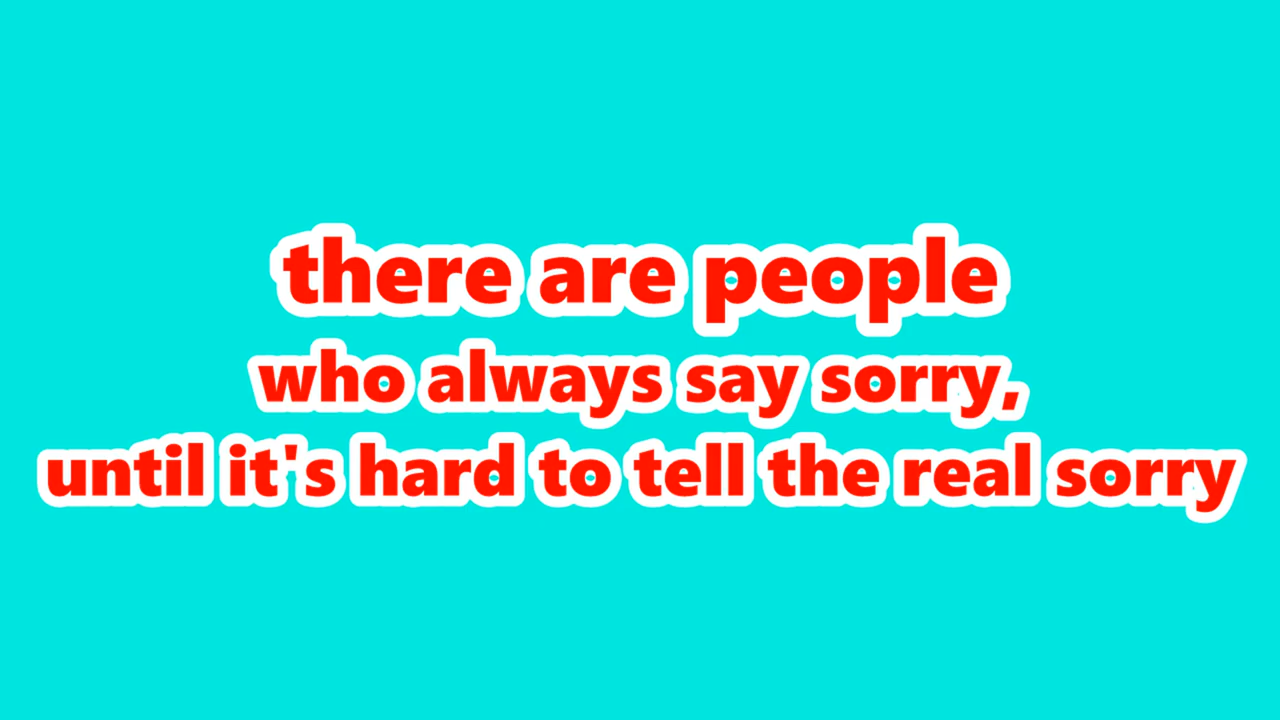 there are people
who always say sorry,
until it's hard to tell the real sorry